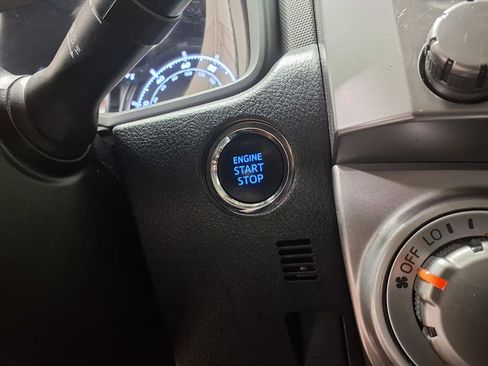 ENGINE
START
STOP
OFF LO